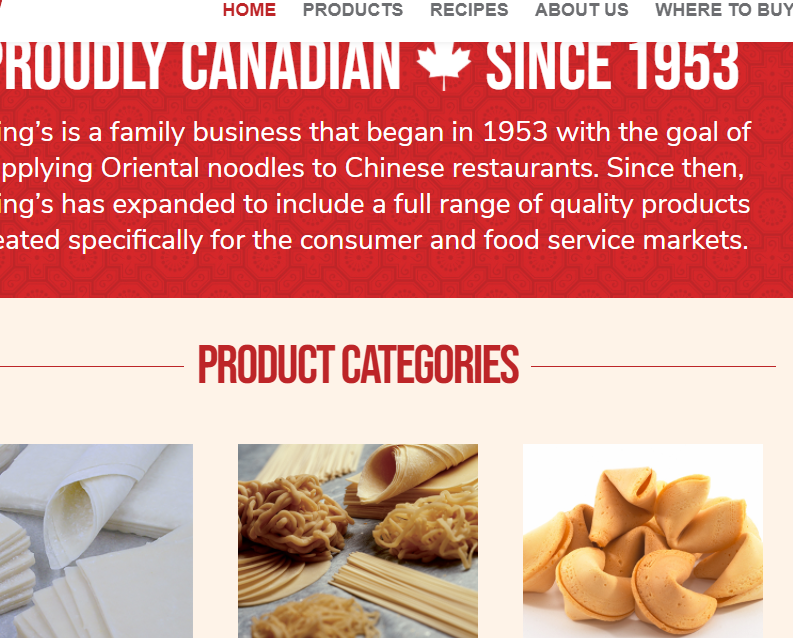 HOME PRODUCTS RECIPES ABOUT US WHERE TO BUY
PROUDLY CANADIAN SINCE 1953
ing's is a family business that began in 1953 with the goal of
pplying Oriental noodles to Chinese restaurants. Since then,
ing's has expanded to include a full range of quality products
eated specifically for the consumer and food service markets.
PRODUCT CATEGORIES